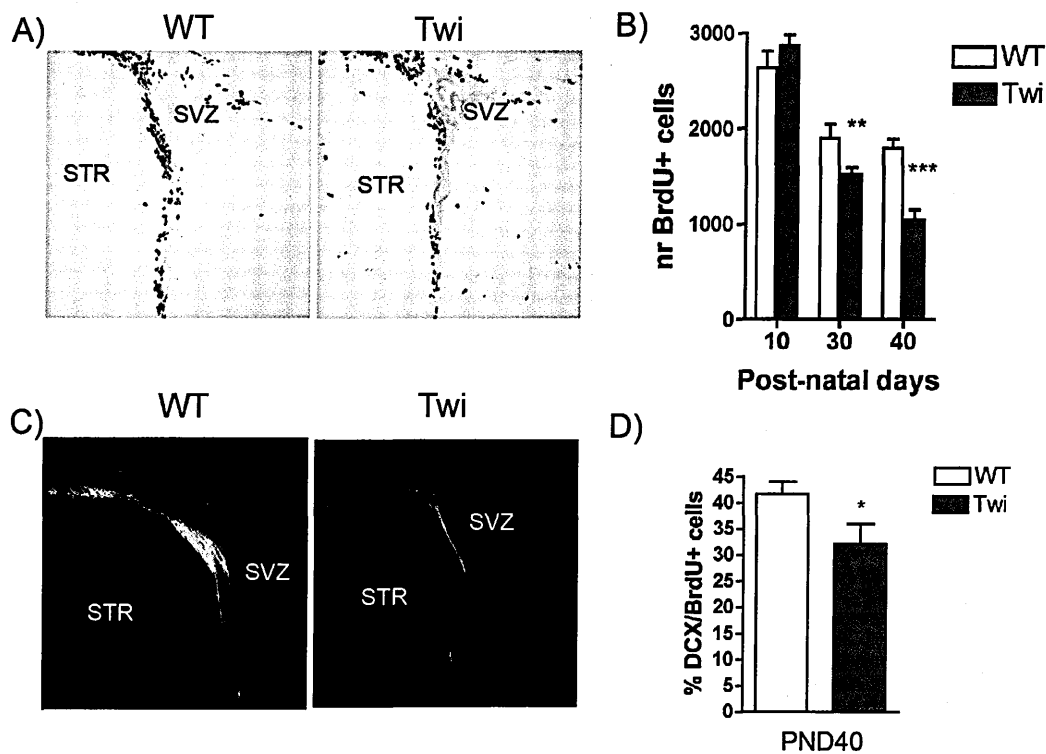 A)
WT
Twi
SVZ
STR
SVZ
STR
B)
3000
2000
1000
0
nr BrdU+ cells
WT
Twi
**
***
10
30
40
Post-natal days
C)
WT
Twi
SVZ
STR
SVZ
STR
D)
45
40
35
30
25
20
15
10
5
0
% DCX/BrdU+ cells
WT
Twi
*
PND40